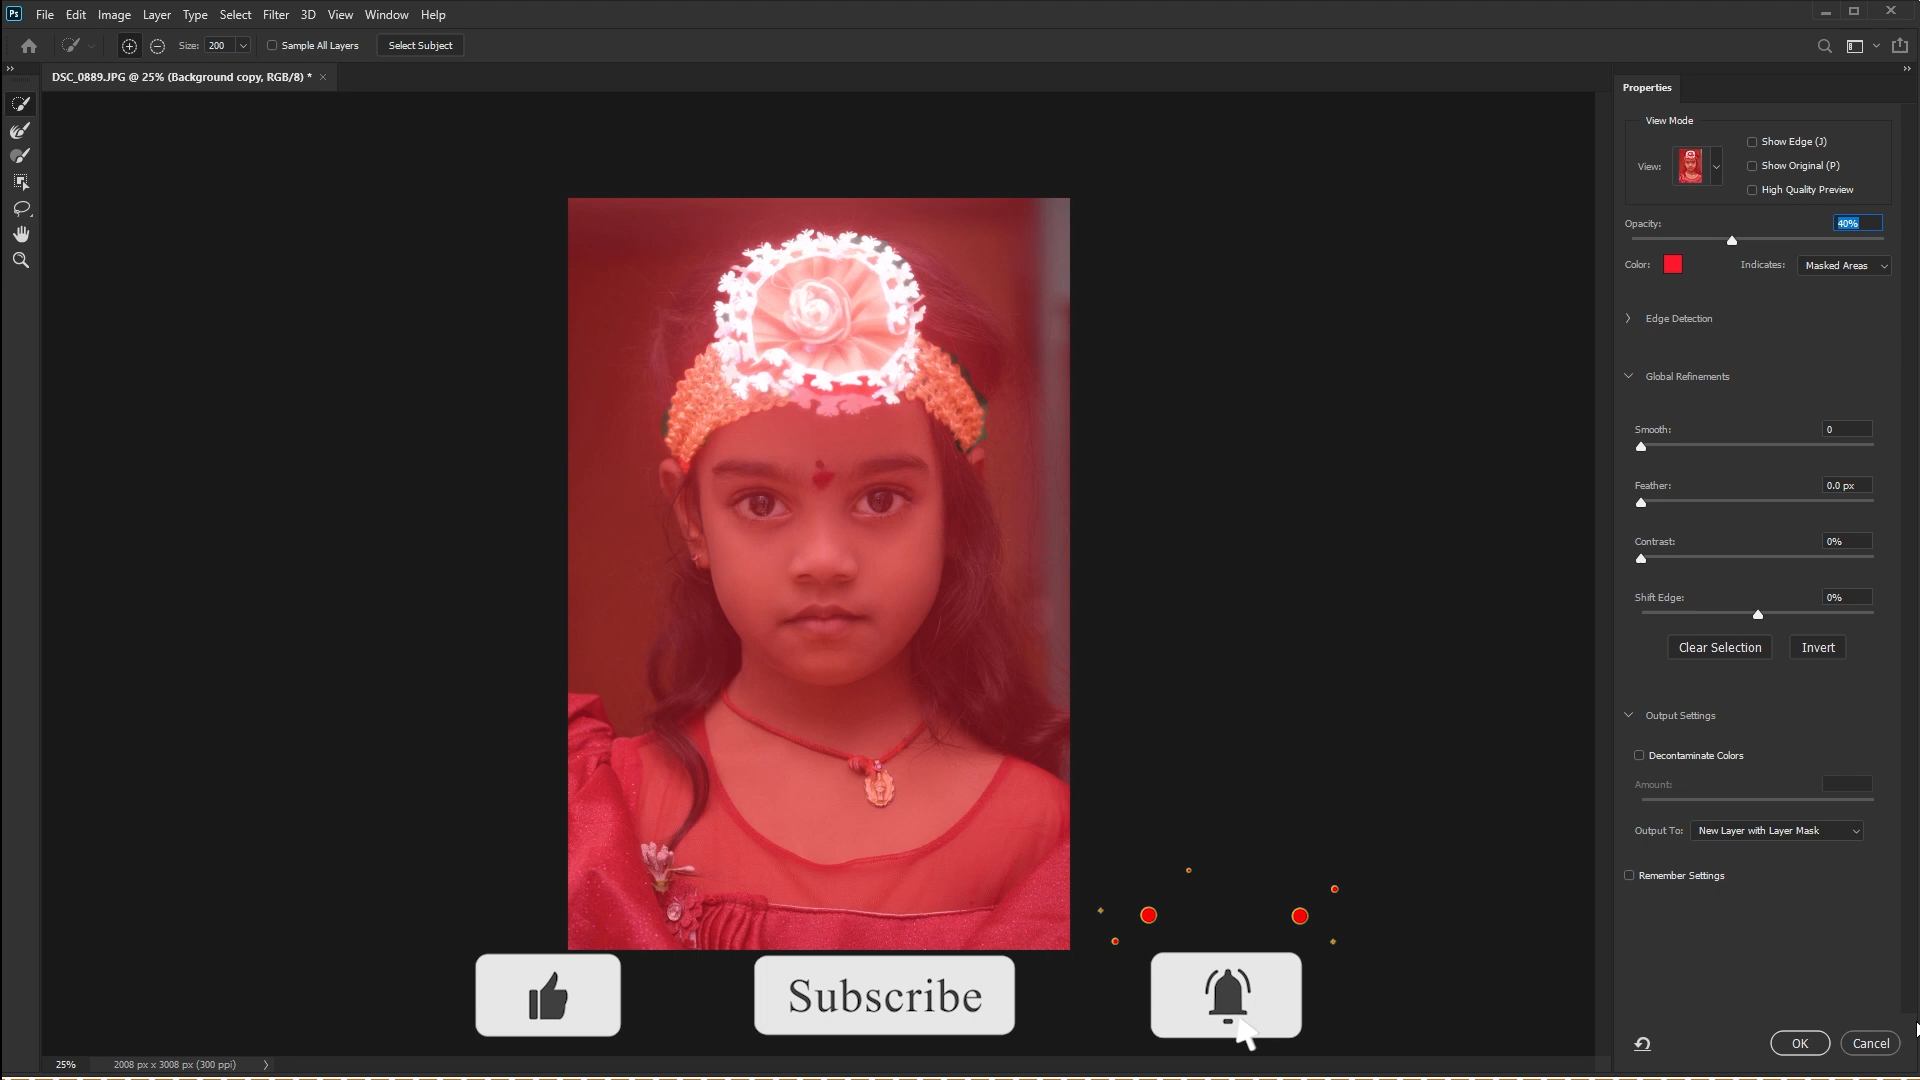 Ps File Edit Image Layer Type Select Filter 3D View Window Help
Size: 200 Sample All Layers Select Subject
DSC_0889.JPG @ 25% (Background copy, RGB/8) * ×
Properties
View Mode
View:
Show Edge (J)
Show Original (P)
High Quality Preview
Opacity: 40%
Color: Indicates: Masked Areas
Edge Detection
Global Refinements
Smooth: 0
Feather: 0.0 px
Contrast: 0%
Shift Edge: 0%
Clear Selection Invert
Output Settings
Decontaminate Colors
Amount:
Output To: New Layer with Layer Mask
Remember Settings
Subscribe
OK Cancel
25% 2008 px x 3008 px (300 ppi)